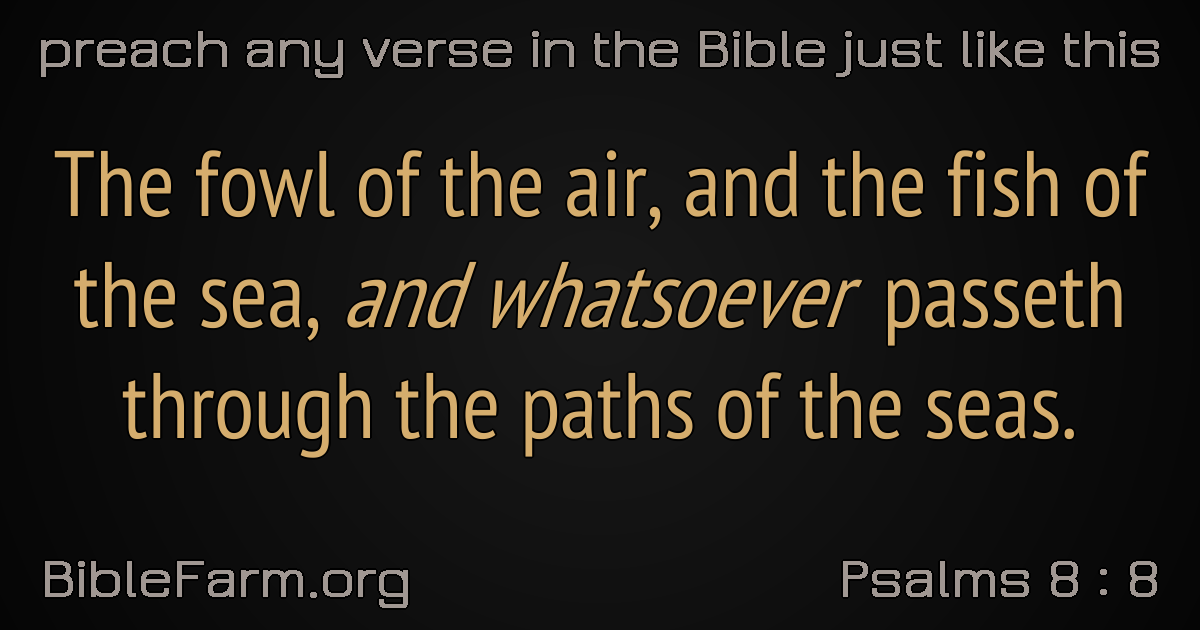 preach any verse in the Bible just like this
The fowl of the air, and the fish of
the sea, and whatsoever passeth
through the paths of the seas.
BibleFarm.org
Psalms 8 : 8